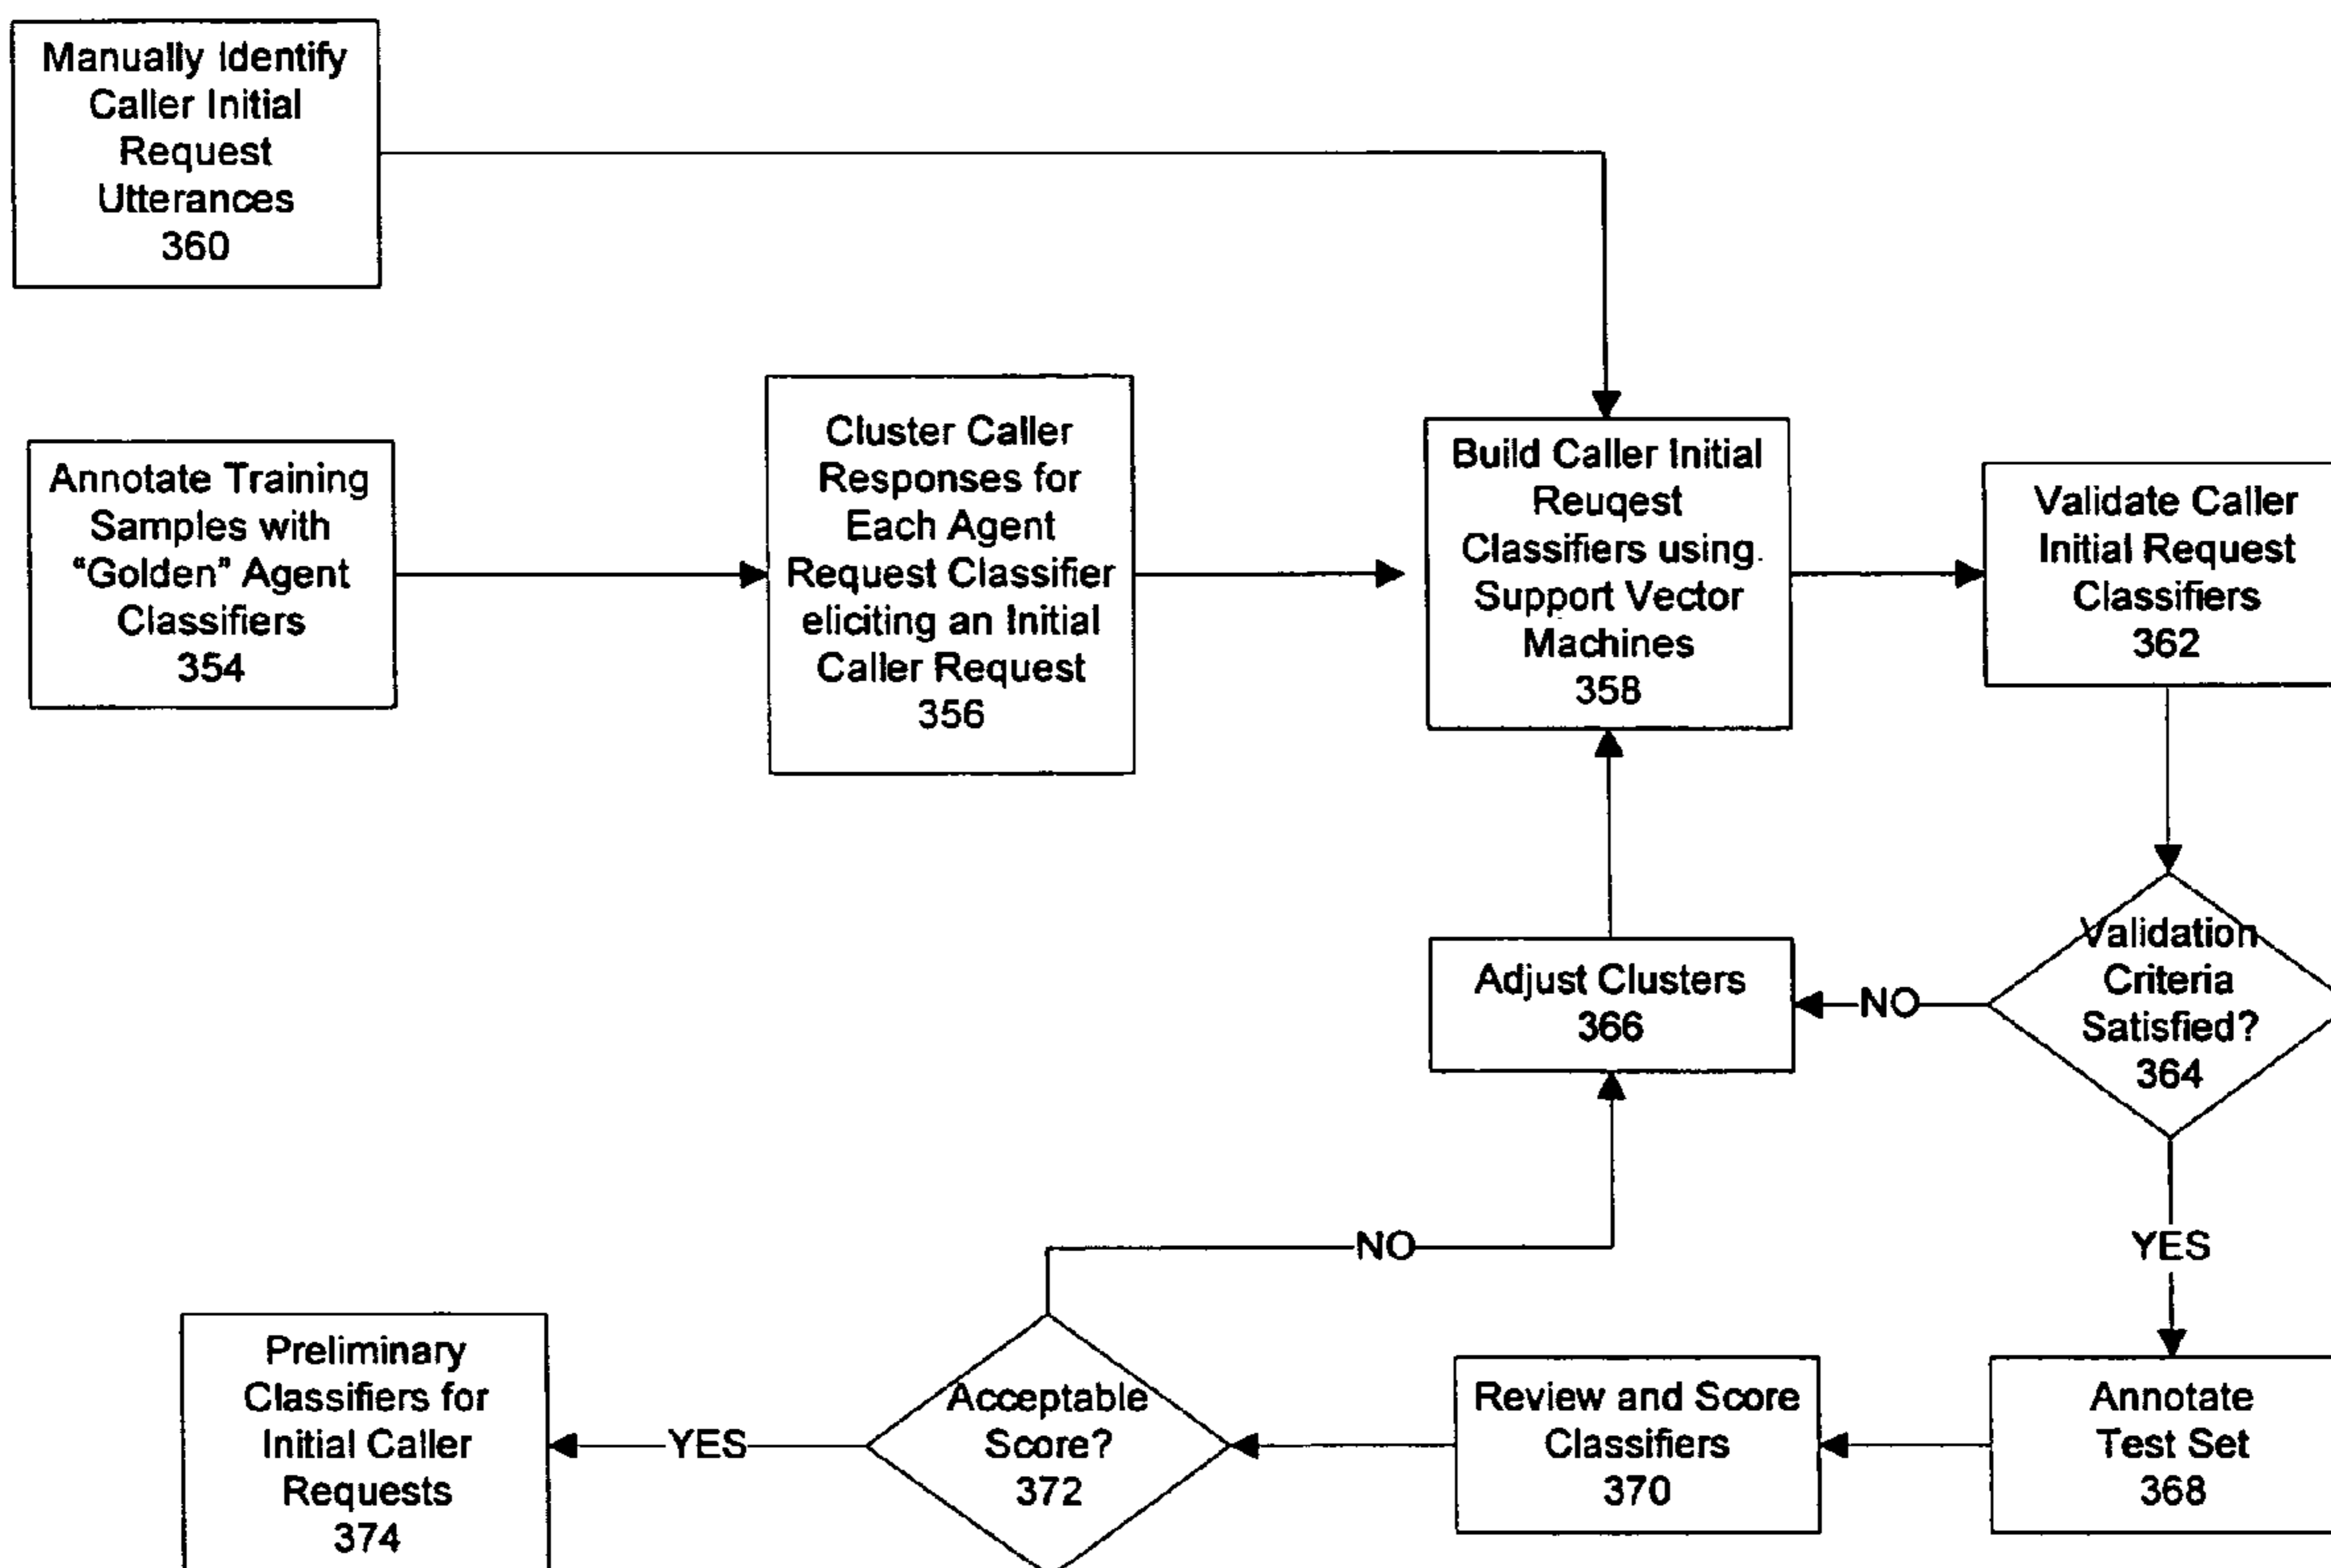 Manually Identify
Caller Initial
Request
Utterances
360
Annotate Training
Samples with
“Golden” Agent
Classifiers
354
Cluster Caller
Responses for
Each Agent
Request Classifier
eliciting an Initial
Caller Request
356
Build Caller Initial
Reuqest
Classifiers using
Support Vector
Machines
358
Validate Caller
Initial Request
Classifiers
362
Validation
Criteria
Satisfied?
364
NO
Adjust Clusters
366
YES
NO
Annotate
Test Set
368
Review and Score
Classifiers
370
Acceptable
Score?
372
YES
Preliminary
Classifiers for
Initial Caller
Requests
374